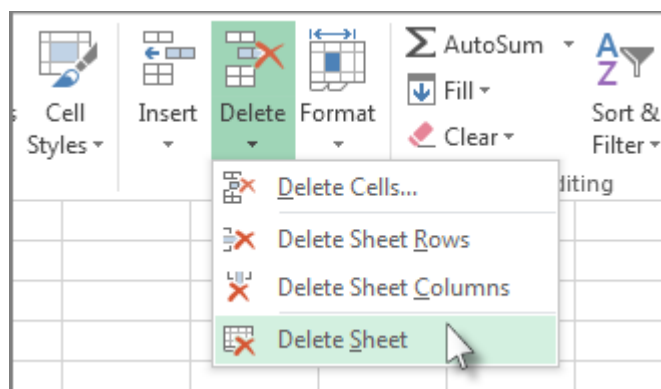 Cell
Styles
Insert
Delete
Format
AutoSum
Fill
Clear
Sort &
Filter
Delete Cells...
Delete Sheet Rows
Delete Sheet Columns
Delete Sheet